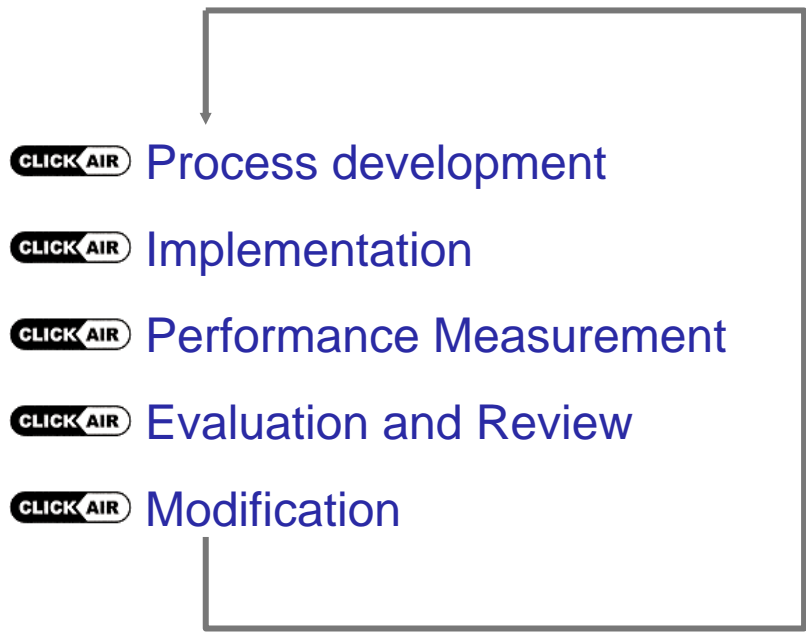 CLICK AIR Process development
CLICK AIR Implementation
CLICK AIR Performance Measurement
CLICK AIR Evaluation and Review
CLICK AIR Modification